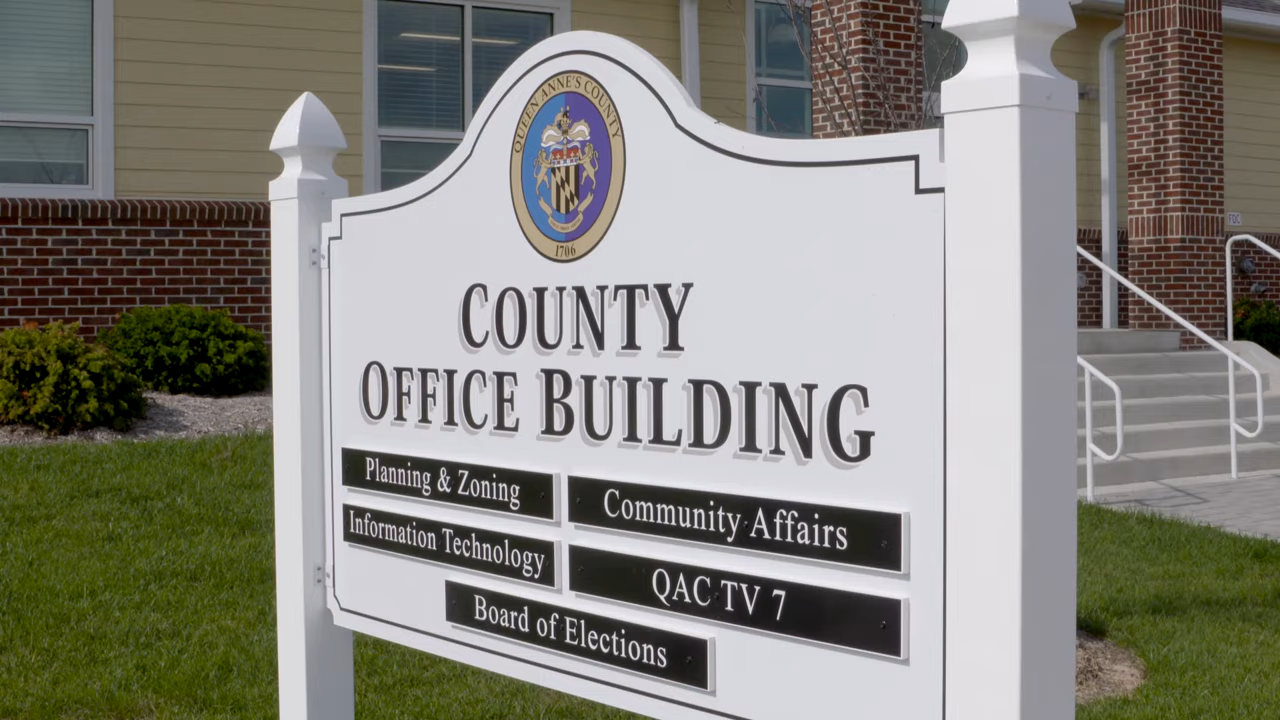 QUEEN ANNE'S COUNTY
1706
COUNTY
OFFICE BUILDING
Planning & Zoning
Community Affairs
Information Technology
QAC TV 7
Board of Elections